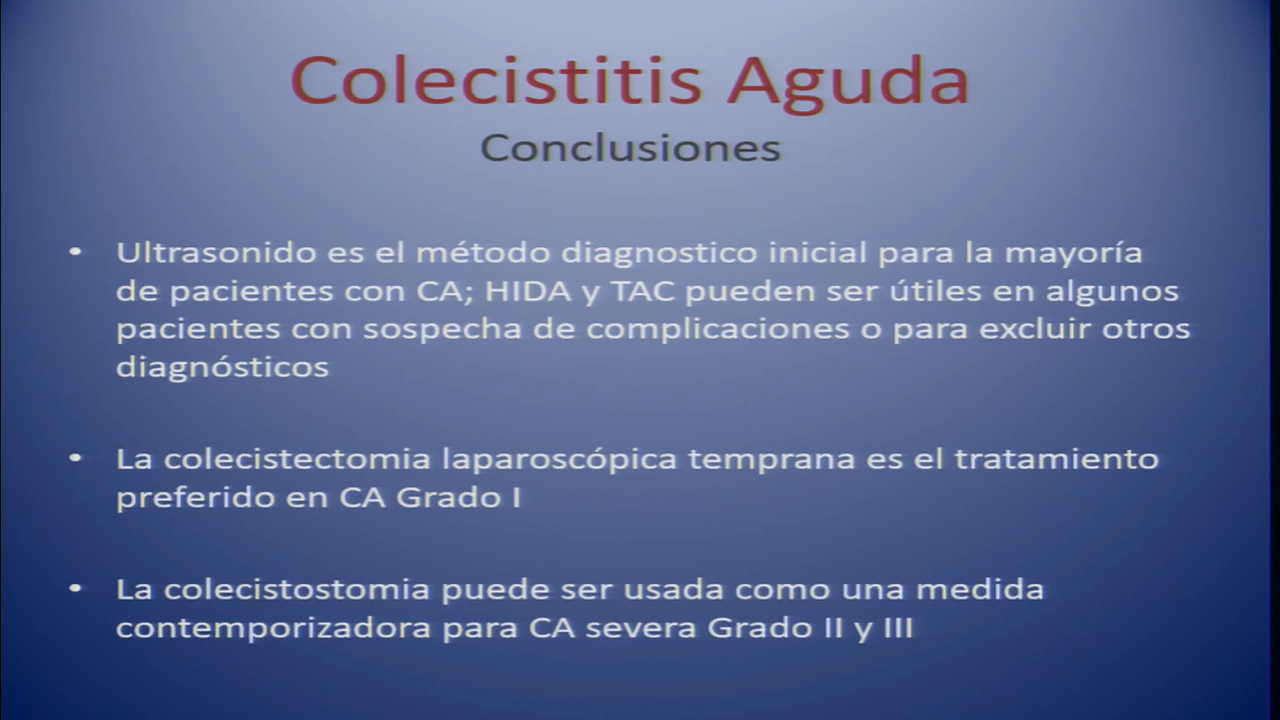 Colecistitis Aguda
Conclusiones
• Ultrasonido es el método diagnostico inicial para la mayoría
de pacientes con CA; HIDA y TAC pueden ser útiles en algunos
pacientes con sospecha de complicaciones o para excluir otros
diagnósticos
• La colecistectomia laparoscópica temprana es el tratamiento
preferido en CA Grado I
• La colecistostomia puede ser usada como una medida
contemporizadora para CA severa Grado II y III